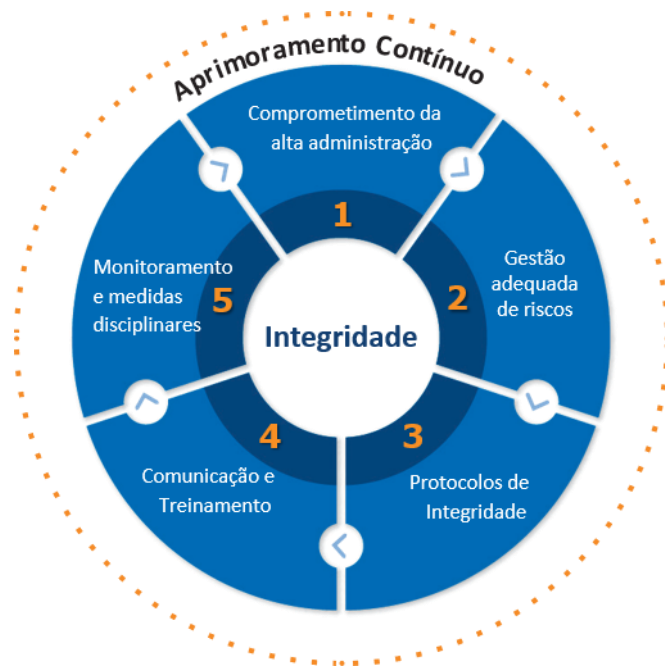 Aprimoramento Contínuo
Comprometimento da
alta administração
1
Gestão
adequada
de riscos
2
Protocolos de
Integridade
3
Comunicação e
Treinamento
4
Monitoramento
e medidas
disciplinares
5
Integridade